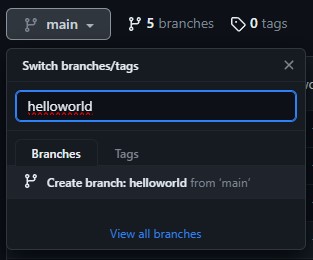 main 5 branches 0 tags
Switch branches/tags
helloworld
Branches Tags
Create branch: helloworld from 'main'
View all branches